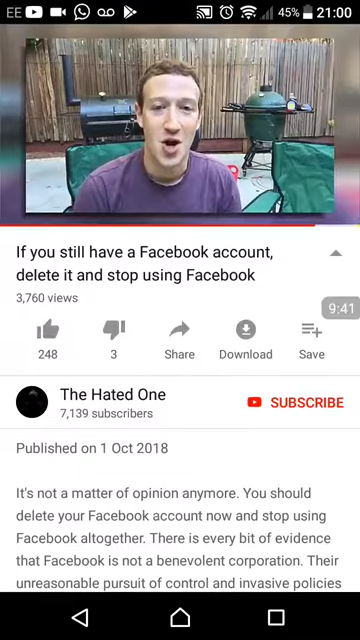 EE 45% 21:00
If you still have a Facebook account,
delete it and stop using Facebook
3,760 views
9:41
248 3 Share Download Save
The Hated One
7,139 subscribers
SUBSCRIBE
Published on 1 Oct 2018
It's not a matter of opinion anymore. You should
delete your Facebook account now and stop using
Facebook altogether. There is every bit of evidence
that Facebook is not a benevolent corporation. Their
unreasonable pursuit of control and invasive policies